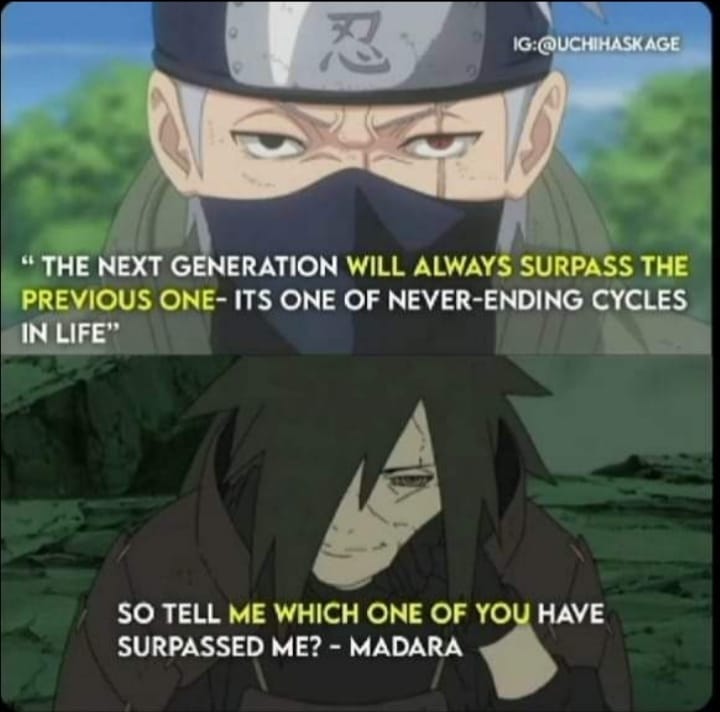 忍
IG:@UCHIHASKAGE
“ THE NEXT GENERATION WILL ALWAYS SURPASS THE
PREVIOUS ONE- ITS ONE OF NEVER-ENDING CYCLES
IN LIFE”
SO TELL ME WHICH ONE OF YOU HAVE
SURPASSED ME? - MADARA